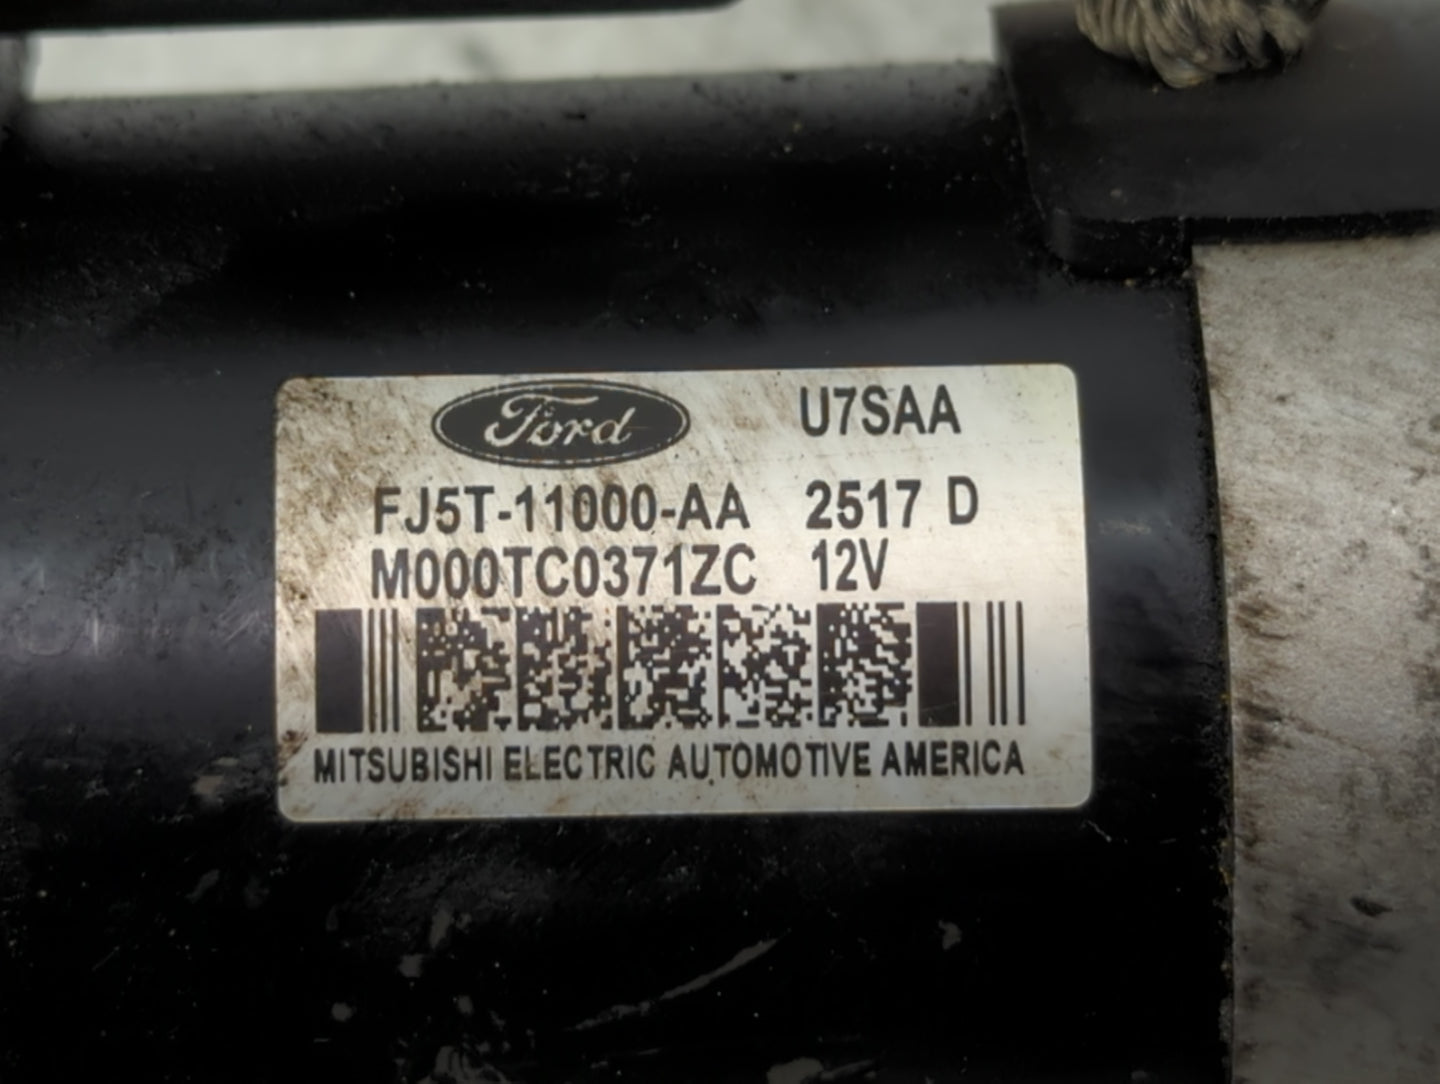 Ford U7SAA
FJ5T-11000-AA 2517 D
M000TC0371ZC 12V
MITSUBISHI ELECTRIC AUTOMOTIVE AMERICA